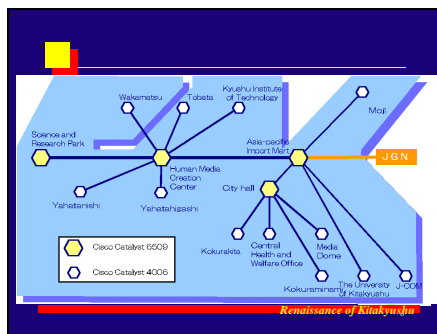 Wakamatsu
Tobata
Kyushu Institute
of Technology
Moji
Science and
Research Park
Asia-pacific
Import Mart
JGN
Human Media
Creation
Center
City hall
Yahatanishi
Yahatahigashi
Kokurakita
Central
Health and
Welfare Office
Media
Dome
Cisco Catalyst 6509
Cisco Catalyst 4006
Kokuraminami
The University
of Kitakyushu
J-COM
Renaissance of Kitakyushu